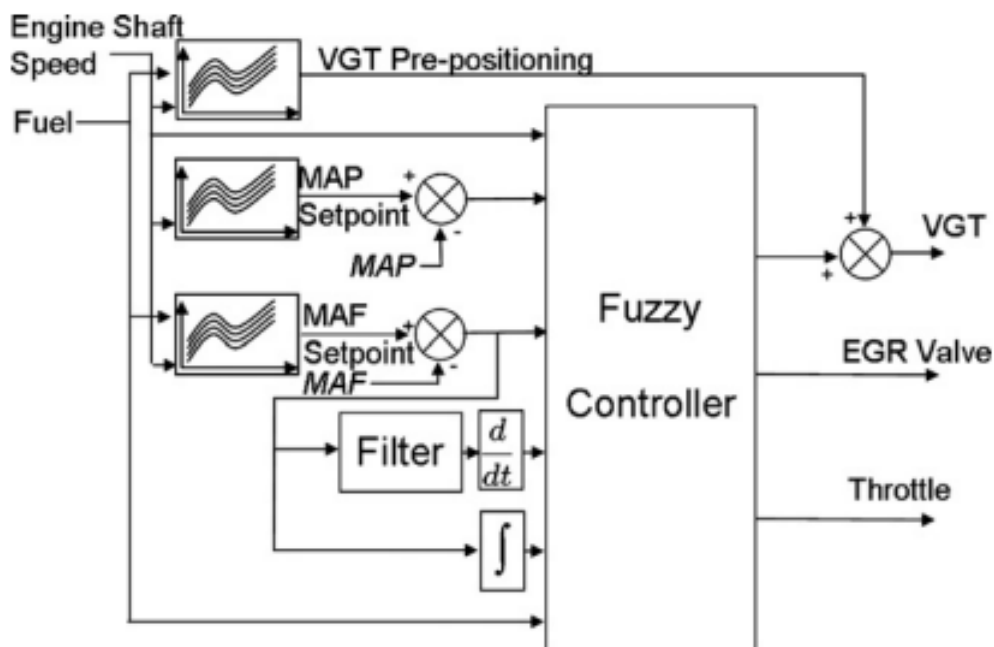 Engine Shaft
Speed
VGT Pre-positioning
Fuel
MAP
Setpoint
+
-
MAP
+
+
VGT
MAF
Setpoint
+
-
MAF
Fuzzy
Controller
EGR Valve
Filter
d
dt
Throttle
∫